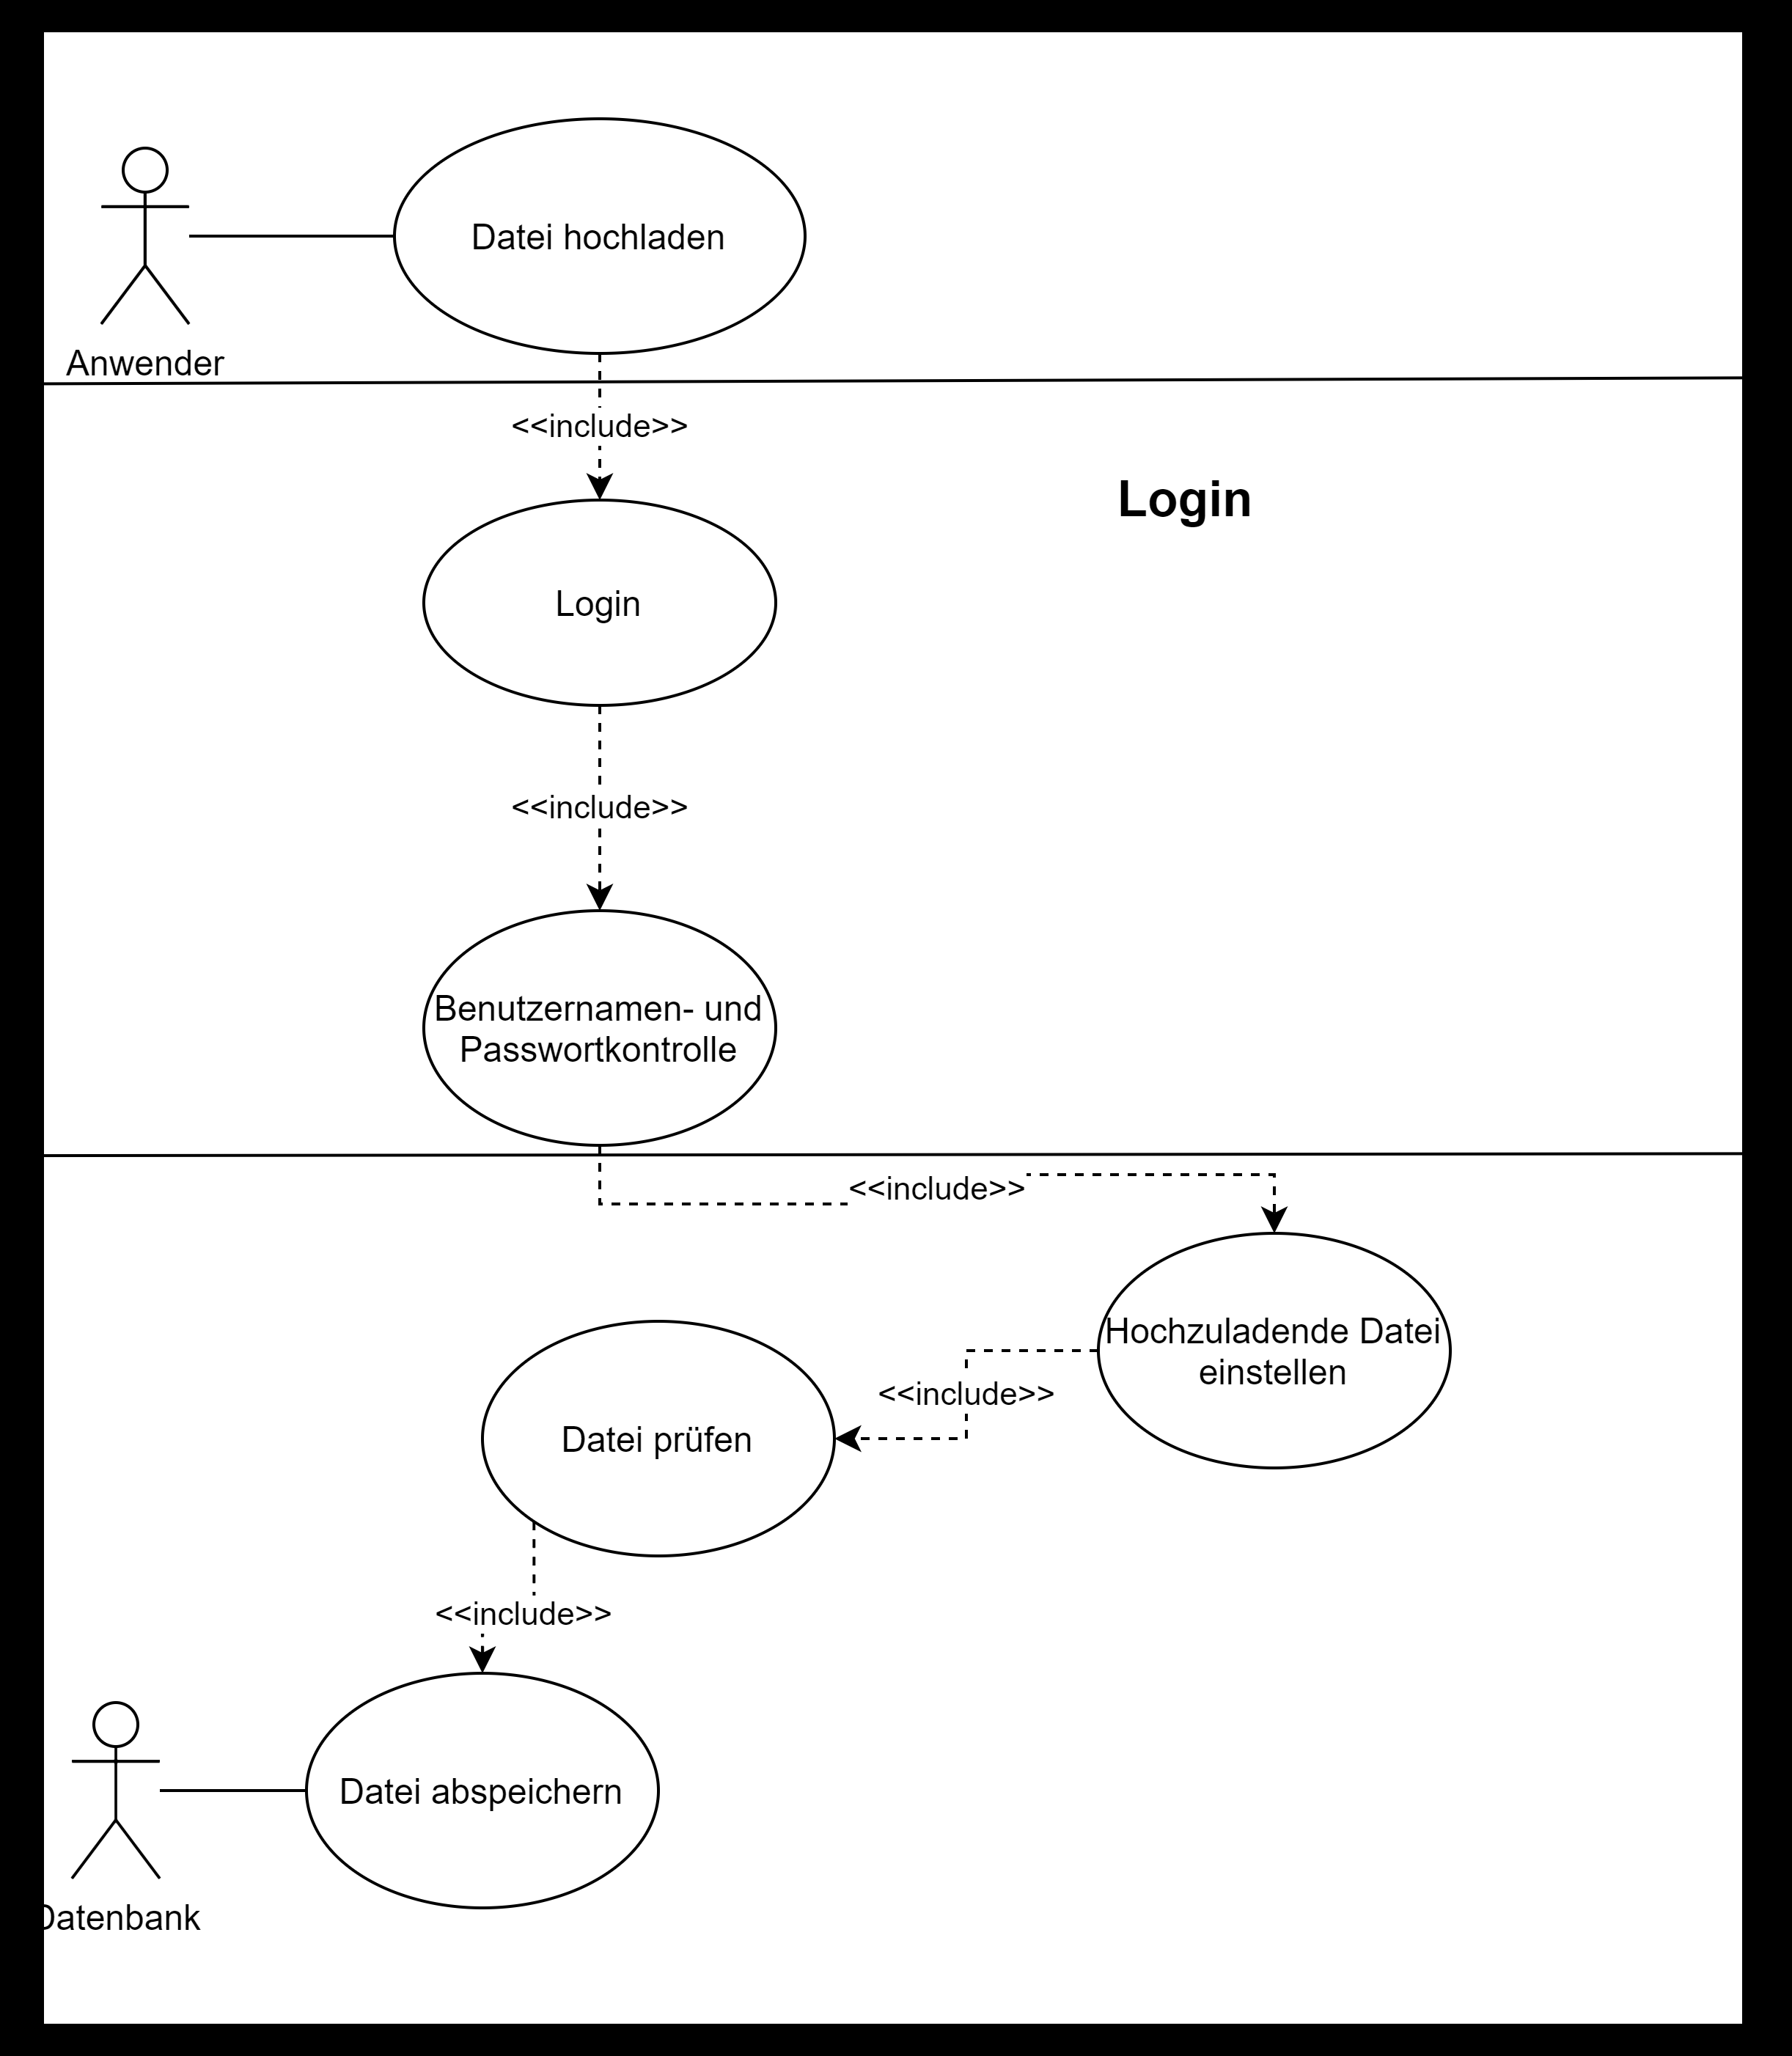 Datei hochladen
Anwender
<<include>>
Login
Login
<<include>>
Benutzernamen- und
Passwortkontrolle
<<include>>
Hochzuladende Datei
einstellen
<<include>>
Datei prüfen
<<include>>
Datei abspeichern
Datenbank